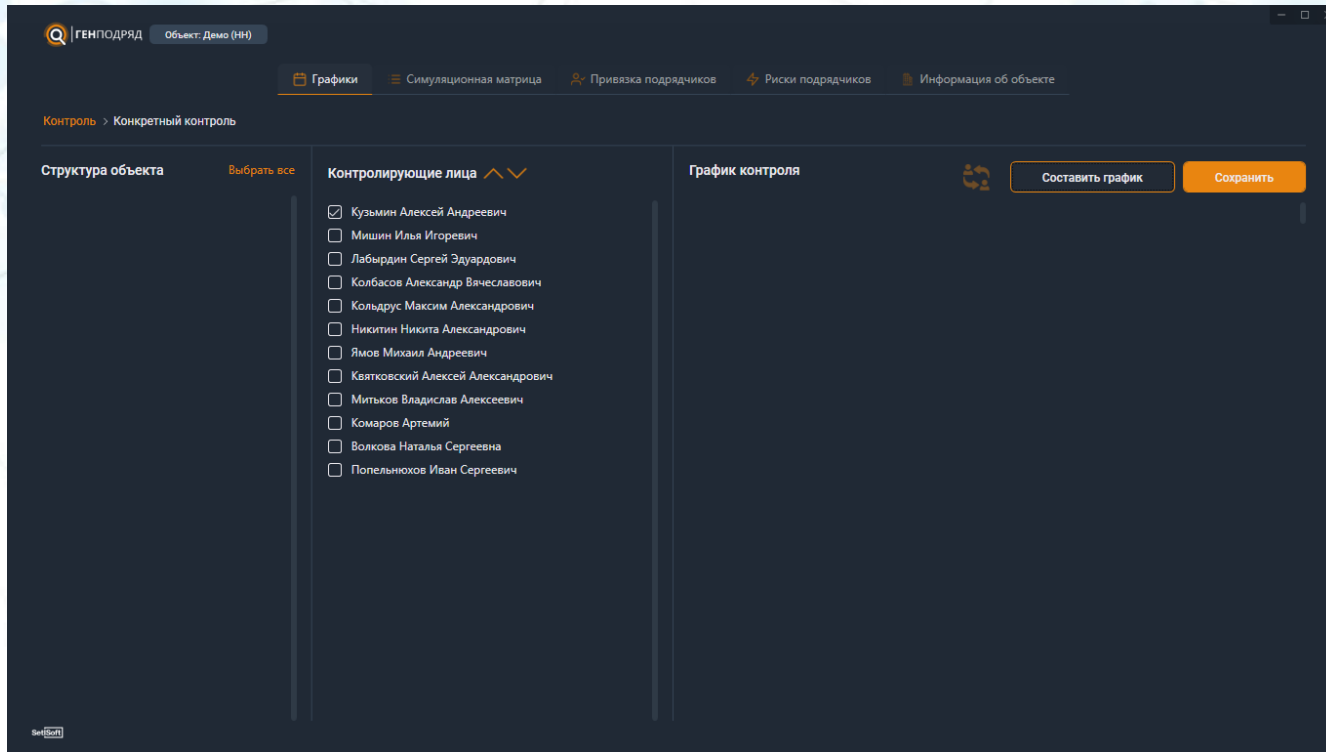 ГЕНПОДРЯД Объект: Демо (НН)
Графики Симуляционная матрица Привязка подрядчиков Риски подрядчиков Информация об объекте
Контроль > Конкретный контроль
Структура объекта Выбрать все
Контролирующие лица
График контроля Составить график Сохранить
Кузьмин Алексей Андреевич
Мишин Илья Игоревич
Лабырдин Сергей Эдуардович
Колбасов Александр Вячеславович
Кольдрус Максим Александрович
Никитин Никита Александрович
Ямов Михаил Андреевич
Квятковский Алексей Александрович
Митьков Владислав Алексеевич
Комаров Артемий
Волкова Наталья Сергеевна
Попельнюхов Иван Сергеевич
SetlSoft